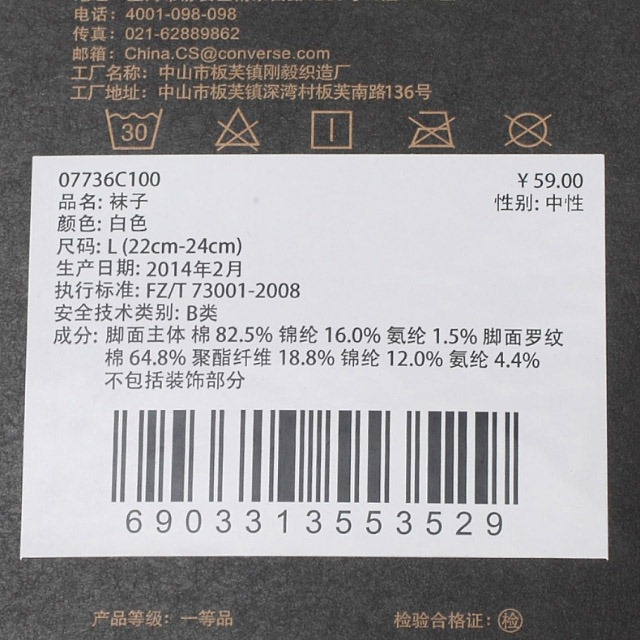 电话: 4001-098-098
传真: 021-62889862
邮箱: China.CS@converse.com
工厂名称: 中山市板芙镇刚毅织造厂
工厂地址: 中山市板芙镇深湾村板芙南路136号
30
07736C100 ￥59.00
品名: 袜子 性别: 中性
颜色: 白色
尺码: L (22cm-24cm)
生产日期: 2014年2月
执行标准: FZ/T 73001-2008
安全技术类别: B类
成分: 脚面主体 棉 82.5% 锦纶 16.0% 氨纶 1.5% 脚面罗纹
棉 64.8% 聚酯纤维 18.8% 锦纶 12.0% 氨纶 4.4%
不包括装饰部分
6903313553529
产品等级: 一等品 检验合格证: 检